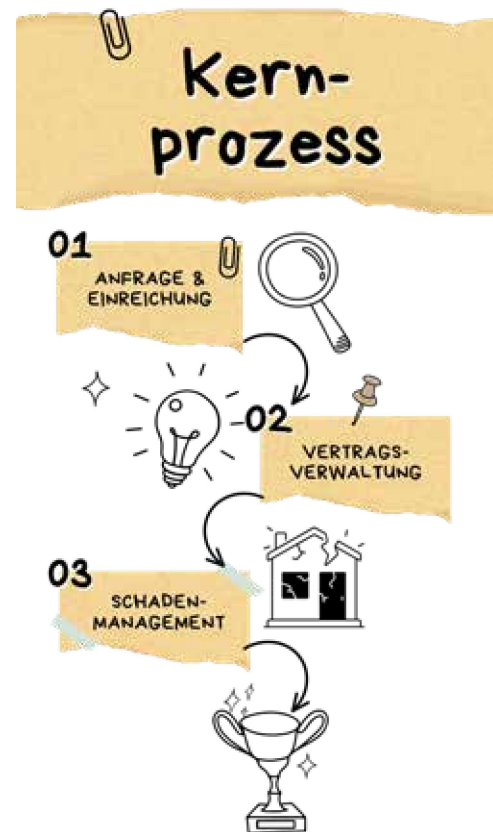 Kern-
prozess
01
ANFRAGE &
EINREICHUNG
02
VERTRAGS-
VERWALTUNG
03
SCHADEN-
MANAGEMENT